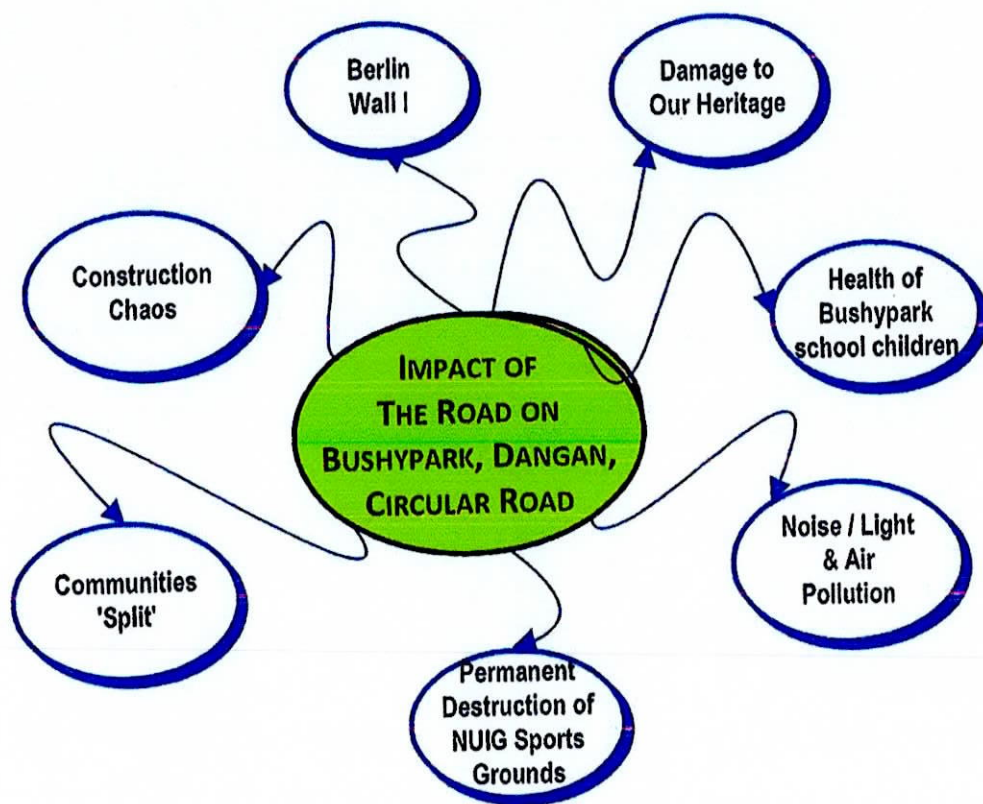 Berlin
Wall I
Damage to
Our Heritage
Construction
Chaos
Health of
Bushypark
school children
IMPACT OF
THE ROAD ON
BUSHYPARK, DANGAN,
CIRCULAR ROAD
Communities
'Split'
Noise / Light
& Air
Pollution
Permanent
Destruction of
NUIG Sports
Grounds